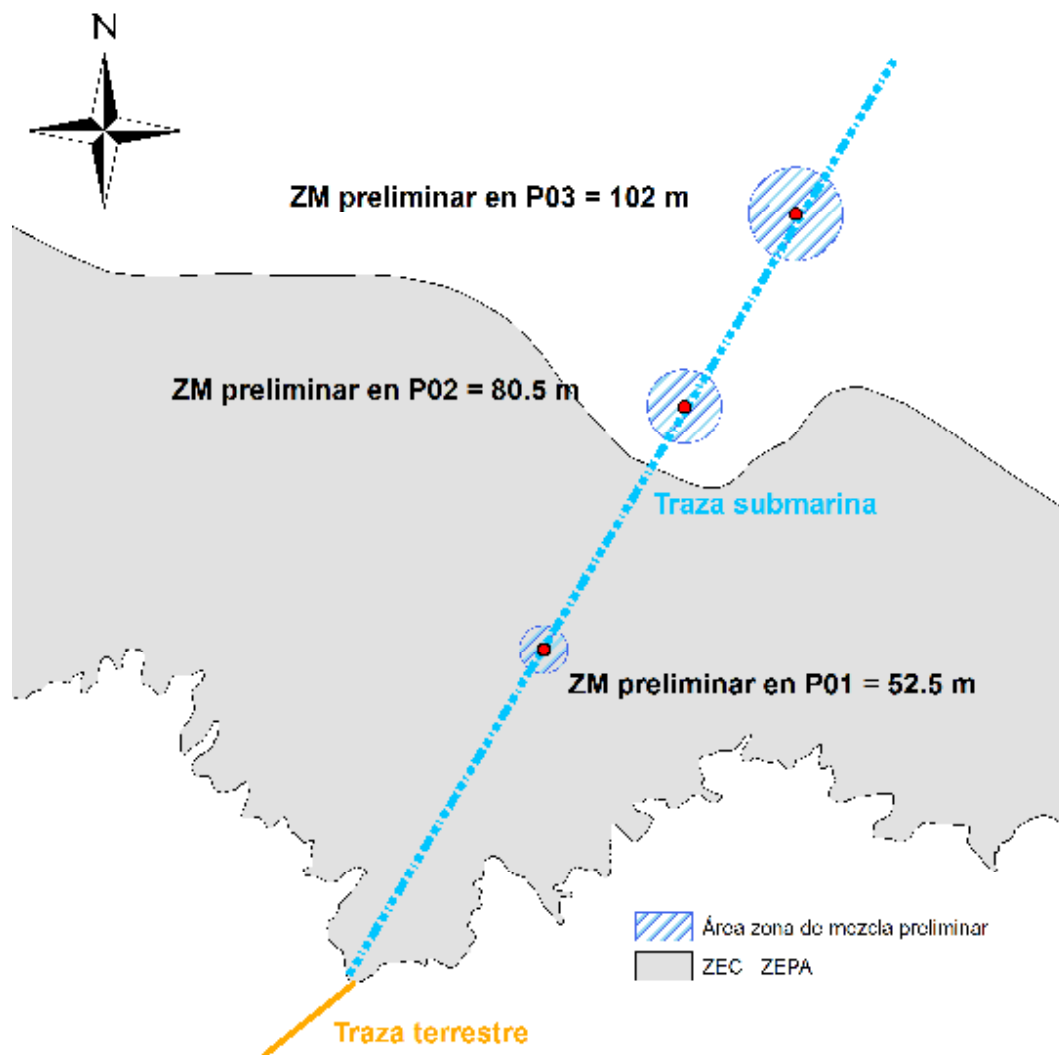 N
ZM preliminar en P03 = 102 m
ZM preliminar en P02 = 80.5 m
Traza submarina
ZM preliminar en P01 = 52.5 m
Área zona de mezcla preliminar
ZEC ZEPA
Traza terrestre